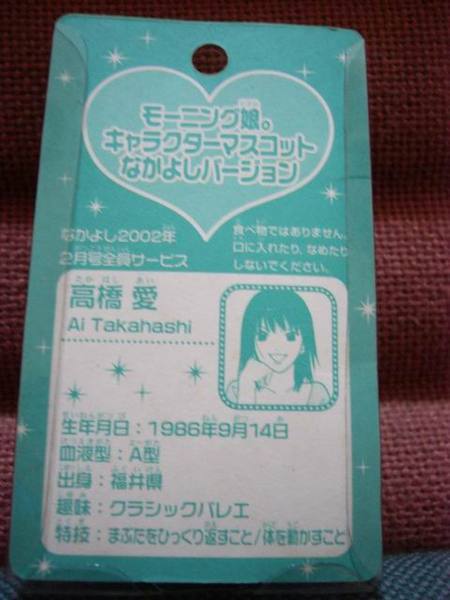 モーニング娘。
キャラクターマスコット
なかよしバージョン
なかよし2002年
2月号全員サービス
食べ物ではありません。
口に入れたり、なめたり
しないでください。
たか はし あい
高橋 愛
Ai Takahashi
生年月日：1986年9月14日
血液型：A型
出身：福井県
趣味：クラシックバレエ
特技：まぶたをひっくり返すこと/体を動かすこと